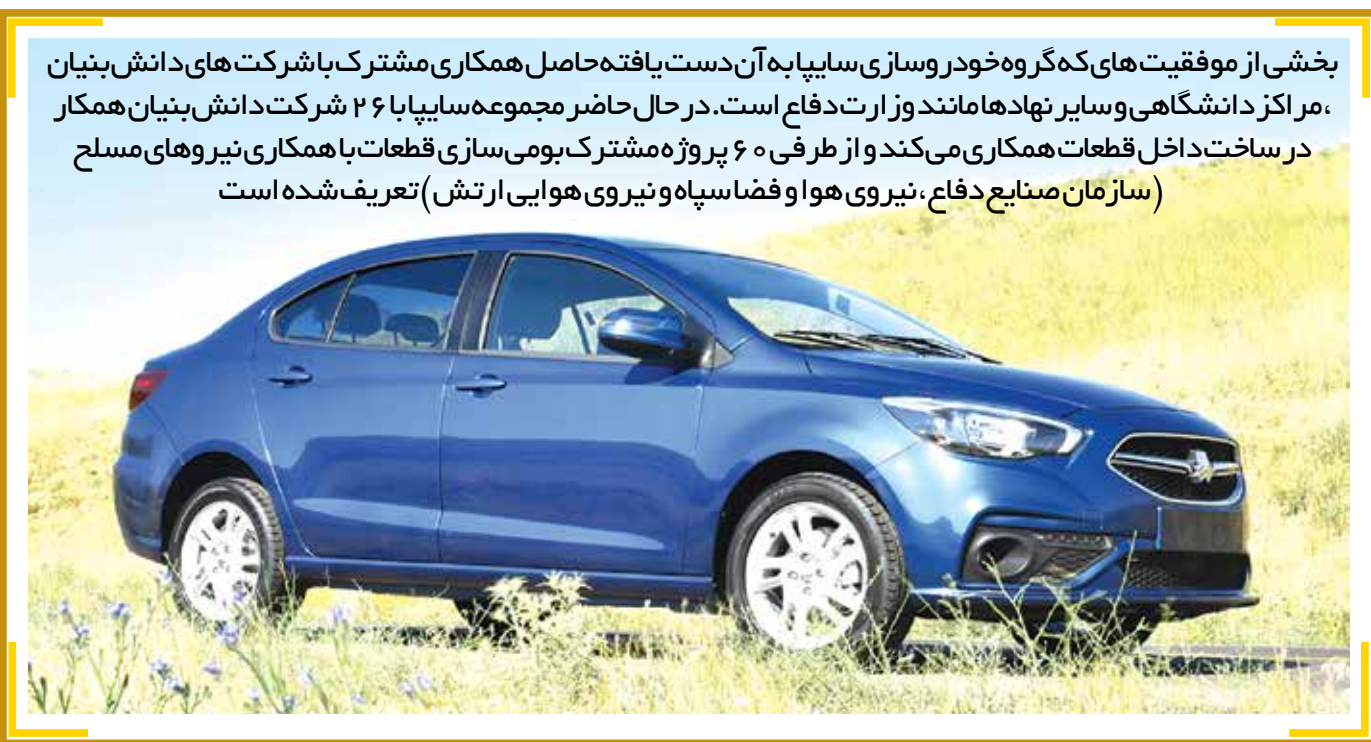 بخشی از موفقیت های که گروه خودروسازی سایپا به آن دست یافته حاصل همکاری مشترک با شرکت های دانش بنیان
،مراکز دانشگاهی و سایر نهادها مانند وزارت دفاع است. در حال حاضر مجموعه سایپا با ۲۶ شرکت دانش بنیان همکار
در ساخت داخل قطعات همکاری می کند و از طرفی ۶۰ پروژه مشترک بومی سازی قطعات با همکاری نیروهای مسلح
(سازمان صنایع دفاع، نیروی هوا و فضا سپاه و نیروی هوایی ارتش) تعریف شده است